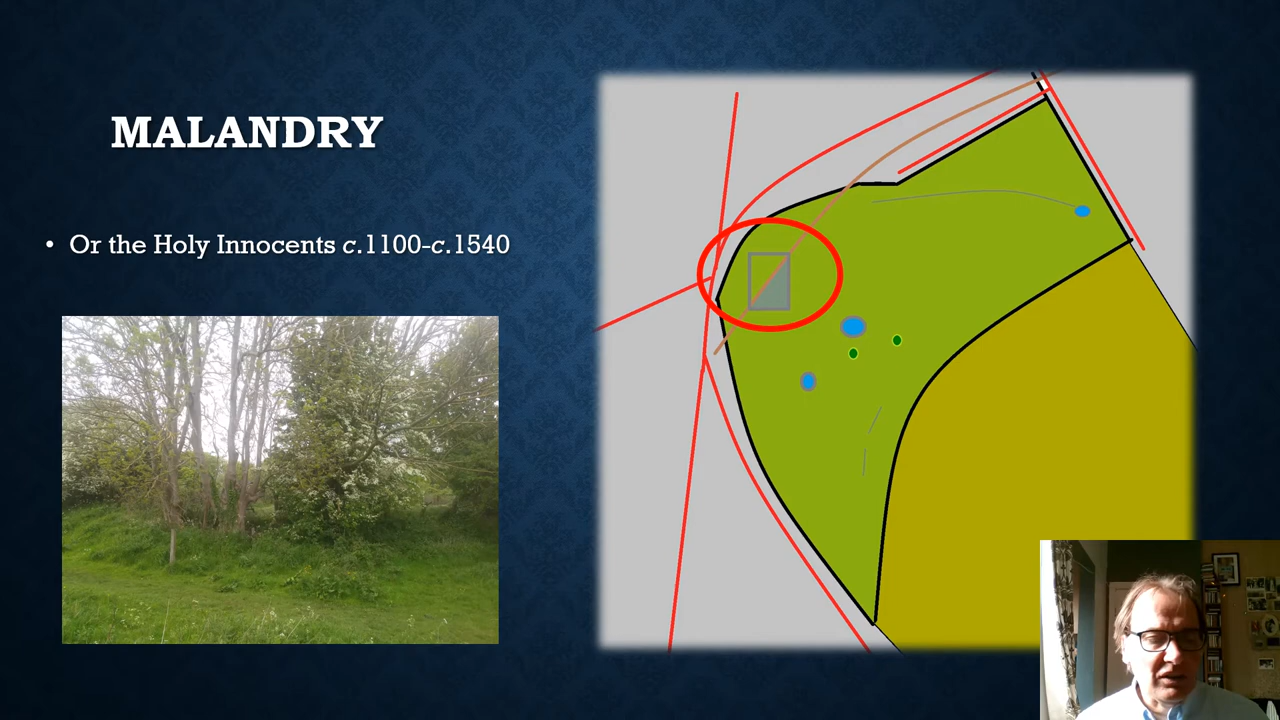 MALANDRY
• Or the Holy Innocents c.1100-c.1540